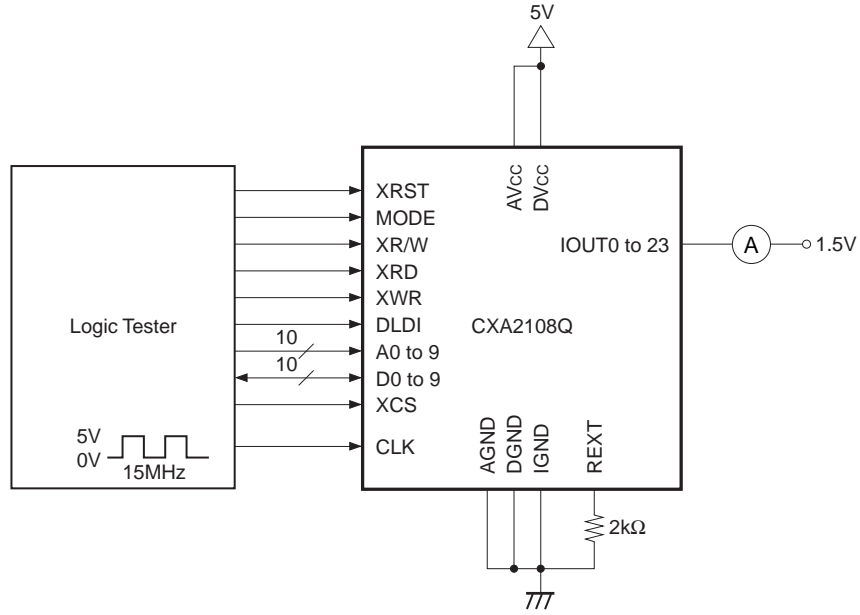 5V
AVCC
DVCC
XRST
MODE
XR/W
XRD
XWR
DLDI
A0 to 9
D0 to 9
XCS
CLK
10
10
IOUT0 to 23
A
1.5V
Logic Tester
CXA2108Q
5V
0V
15MHz
AGND
DGND
IGND
REXT
2kΩ